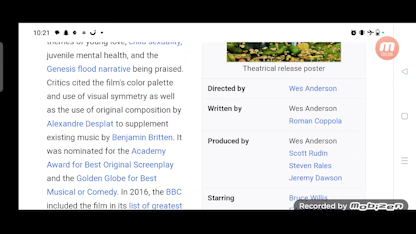 10:21
themes of young love, child sexuality,
juvenile mental health, and the
Genesis flood narrative being praised.
Critics cited the film's color palette
and use of visual symmetry as well
as the use of original composition by
Alexandre Desplat to supplement
existing music by Benjamin Britten. It
was nominated for the Academy
Award for Best Original Screenplay
and the Golden Globe for Best
Musical or Comedy. In 2016, the BBC
included the film in its list of greatest
Theatrical release poster
Directed by Wes Anderson
Written by Wes Anderson
Roman Coppola
Produced by Wes Anderson
Scott Rudin
Steven Rales
Jeremy Dawson
Starring Bruce Willis
Recorded by Mobizen